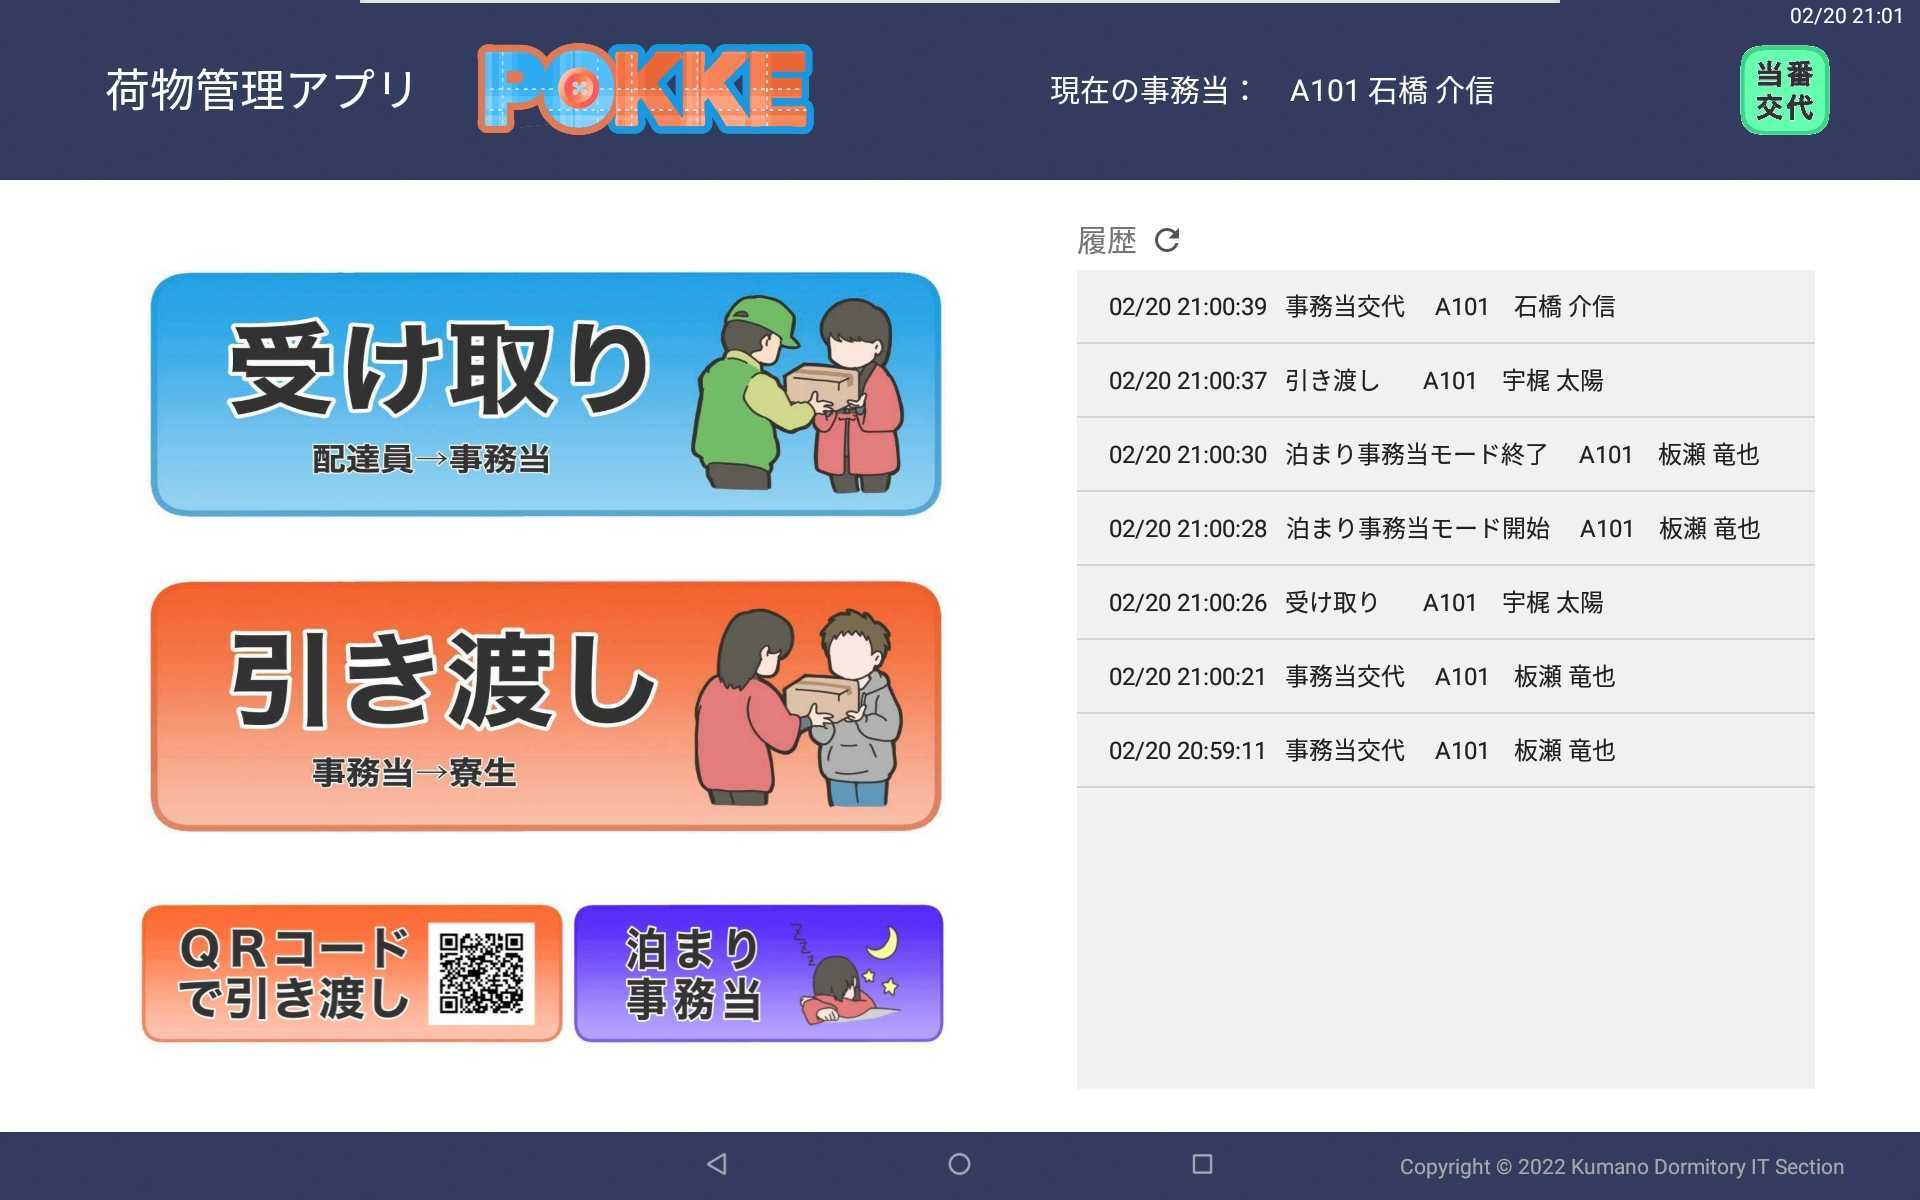 02/20 21:01
荷物管理アプリ
POKKE
現在の事務当： A101 石橋 介信
当番
交代
受け取り
配達員→事務当
引き渡し
事務当→寮生
QRコード
で引き渡し
泊まり
事務当
zzzz
履歴
02/20 21:00:39 事務当交代 A101 石橋 介信
02/20 21:00:37 引き渡し A101 宇梶 太陽
02/20 21:00:30 泊まり事務当モード終了 A101 板瀬 竜也
02/20 21:00:28 泊まり事務当モード開始 A101 板瀬 竜也
02/20 21:00:26 受け取り A101 宇梶 太陽
02/20 21:00:21 事務当交代 A101 板瀬 竜也
02/20 20:59:11 事務当交代 A101 板瀬 竜也
Copyright © 2022 Kumano Dormitory IT Section